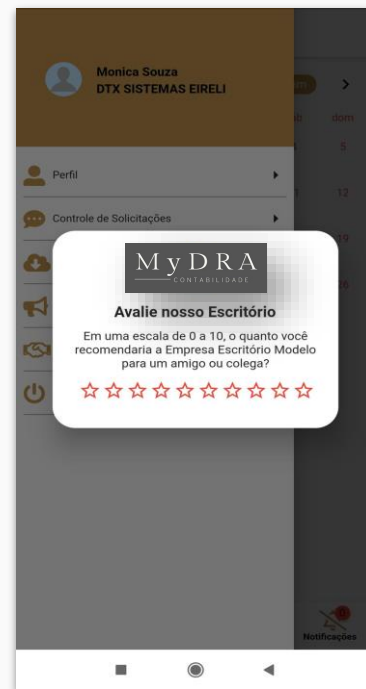 Monica Souza
DTX SISTEMAS EIRELI
dom
5
Perfil
12
Controle de Solicitações
19
MyDRA
CONTABILIDADE
26
Avalie nosso Escritório
Em uma escala de 0 a 10, o quanto você
recomendaria a Empresa Escritório Modelo
para um amigo ou colega?
0
Notificações